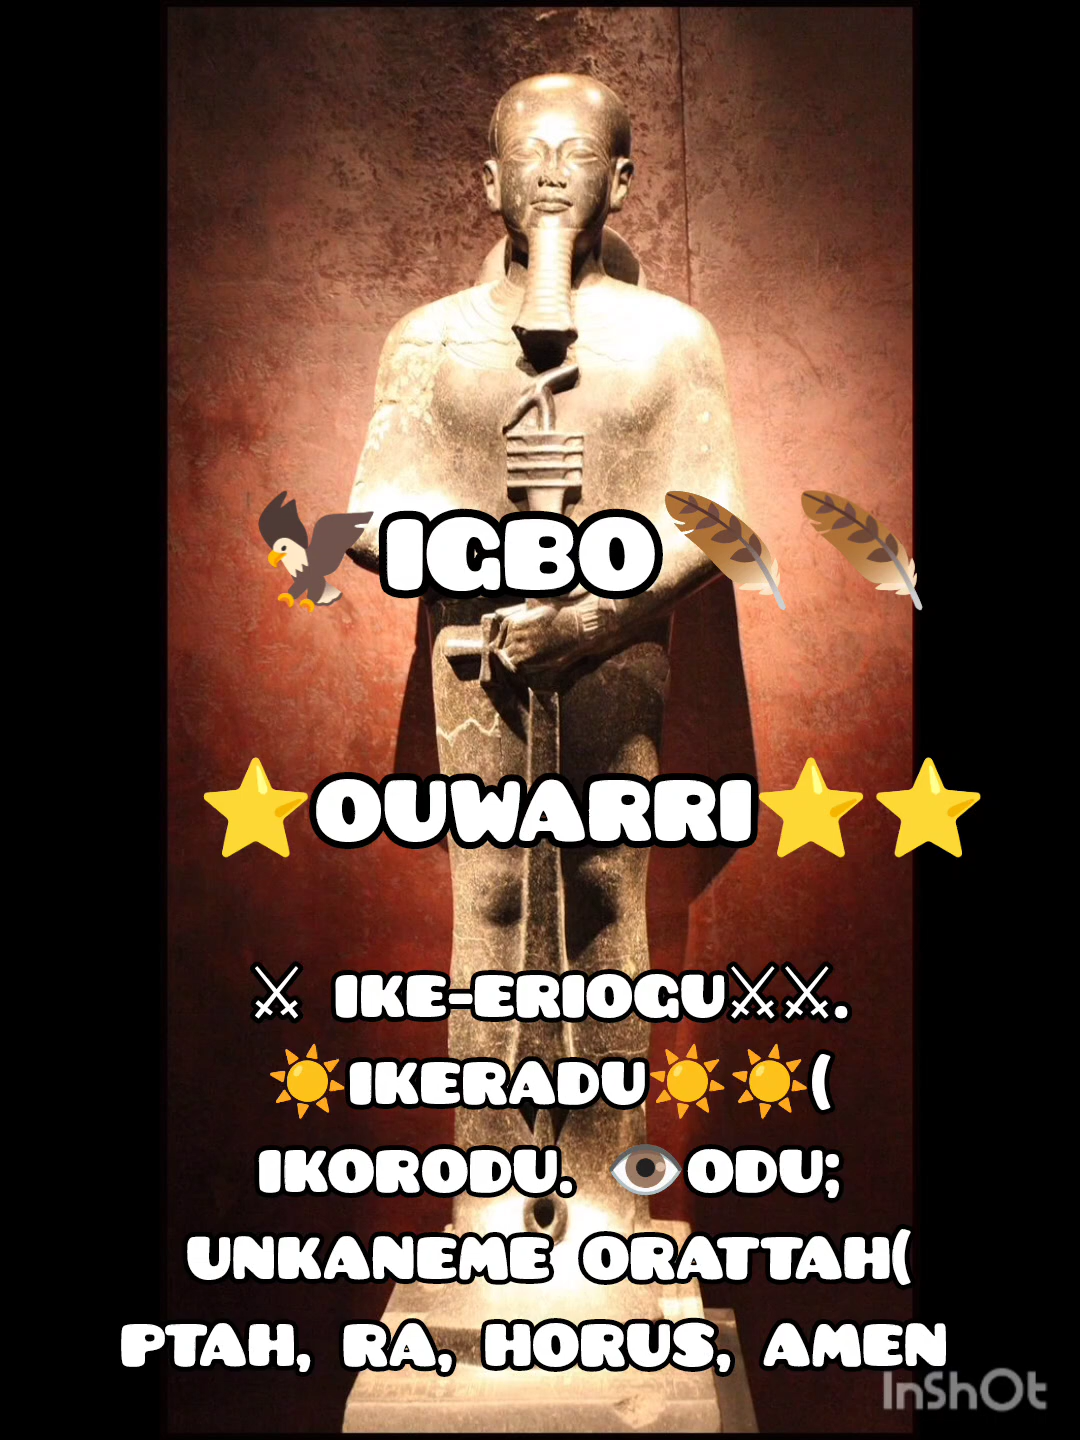 🦅IGBO🪶🪶
⭐OUWARRI⭐⭐
⚔ IKE-ERIOGU⚔⚔.
☀️IKERADU☀️☀️(
IKORODU. 👁️ODU;
UNKANEME ORATTAH(
PTAH, RA, HORUS, AMEN
InShOt